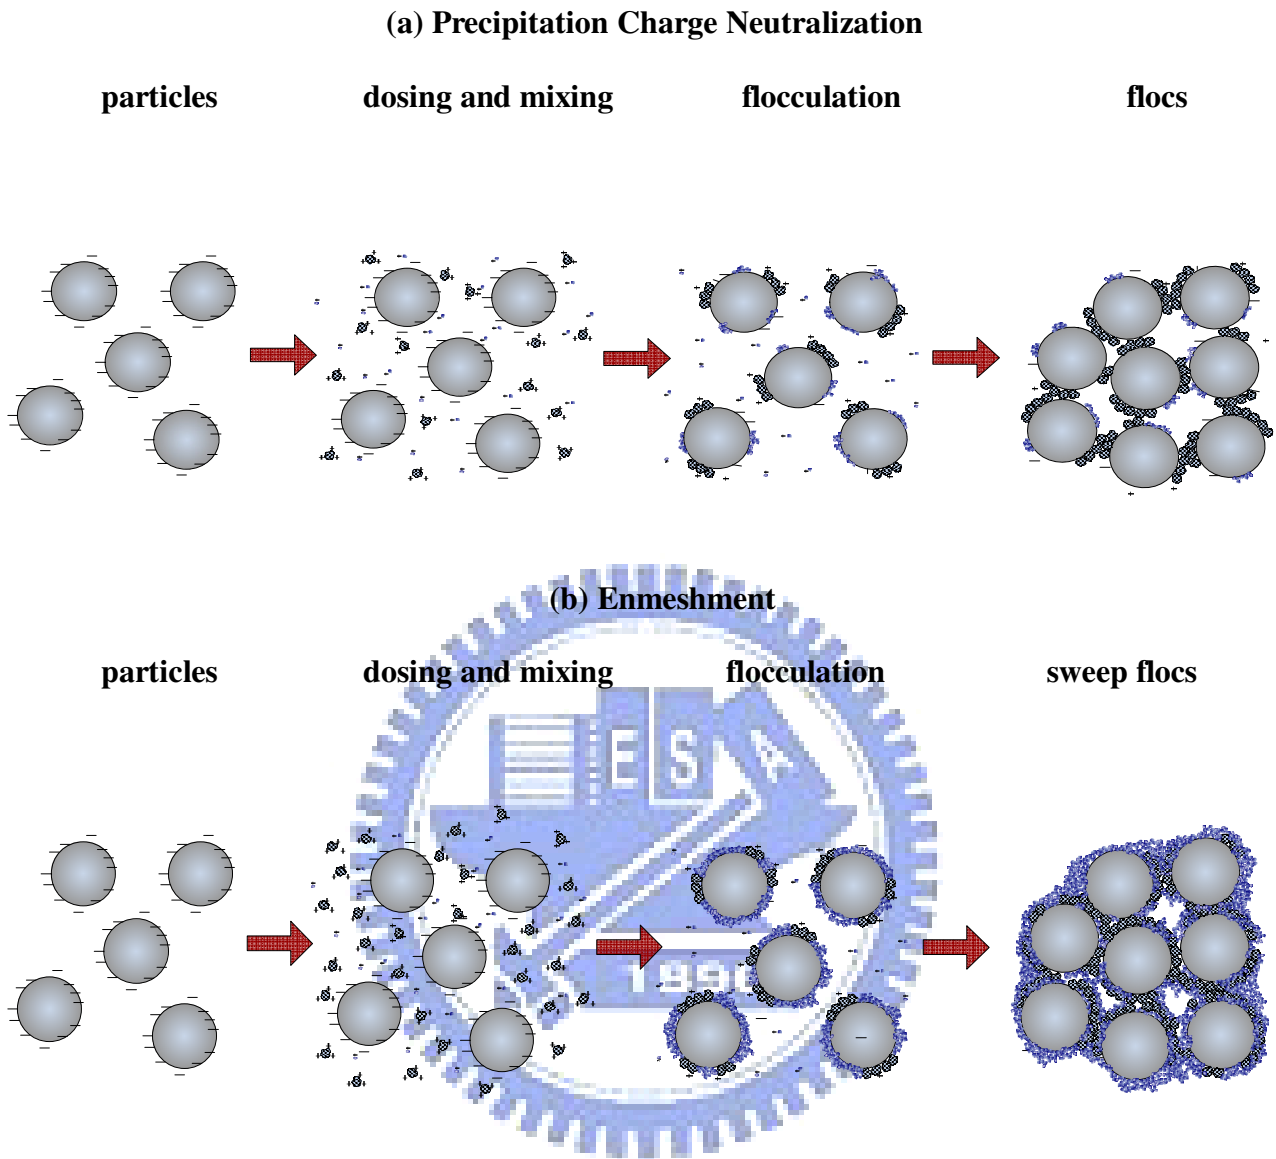 (a) Precipitation Charge Neutralization
particles dosing and mixing flocculation flocs
(b) Enmeshment
particles dosing and mixing flocculation sweep flocs
E S A